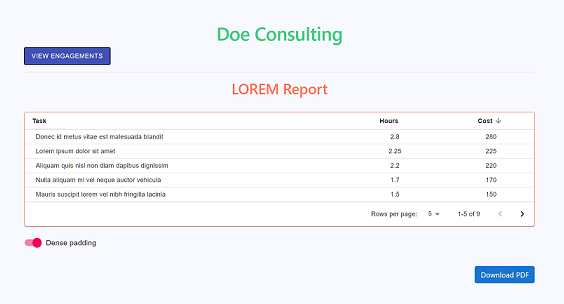 Doe Consulting
VIEW ENGAGEMENTS
LOREM Report
Task Hours Cost
Donec id metus vitae est malesuada blandit 2.8 280
Lorem ipsum dolor sit amet 2.25 225
Aliquam quis nisl non diam dapibus dignissim 2.2 220
Nulla aliquam mi vel neque auctor vehicula 1.7 170
Mauris suscipit lorem vel nibh fringilla lacinia 1.5 150
Rows per page: 5 1-5 of 9
Dense padding
Download PDF